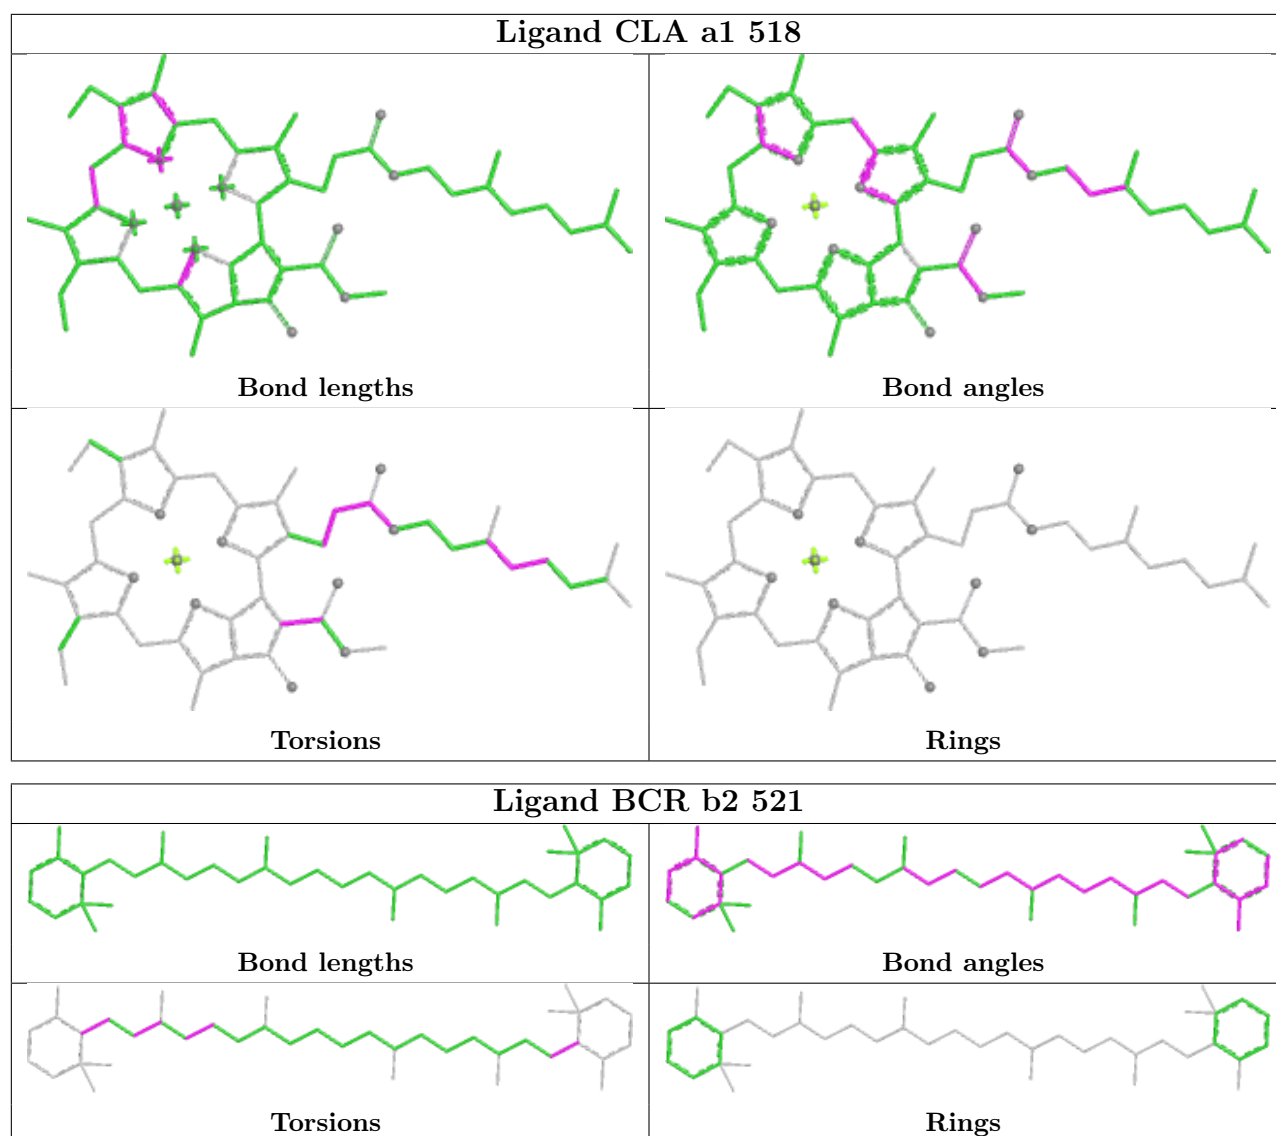 Ligand CLA a1 518
Bond lengths
Bond angles
Torsions
Rings
Ligand BCR b2 521
Bond lengths
Bond angles
Torsions
Rings